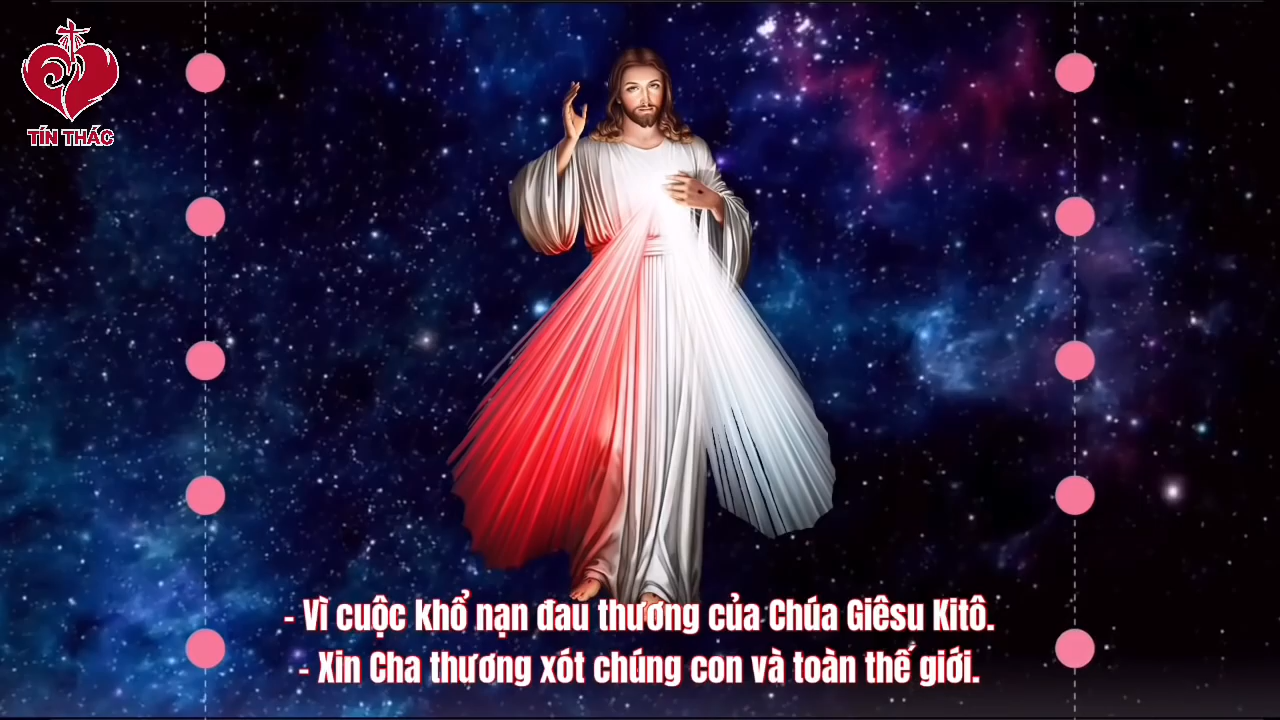 TÍN THÁC
- Vì cuộc khổ nạn đau thương của Chúa Giêsu Kitô.
- Xin Cha thương xót chúng con và toàn thế giới.